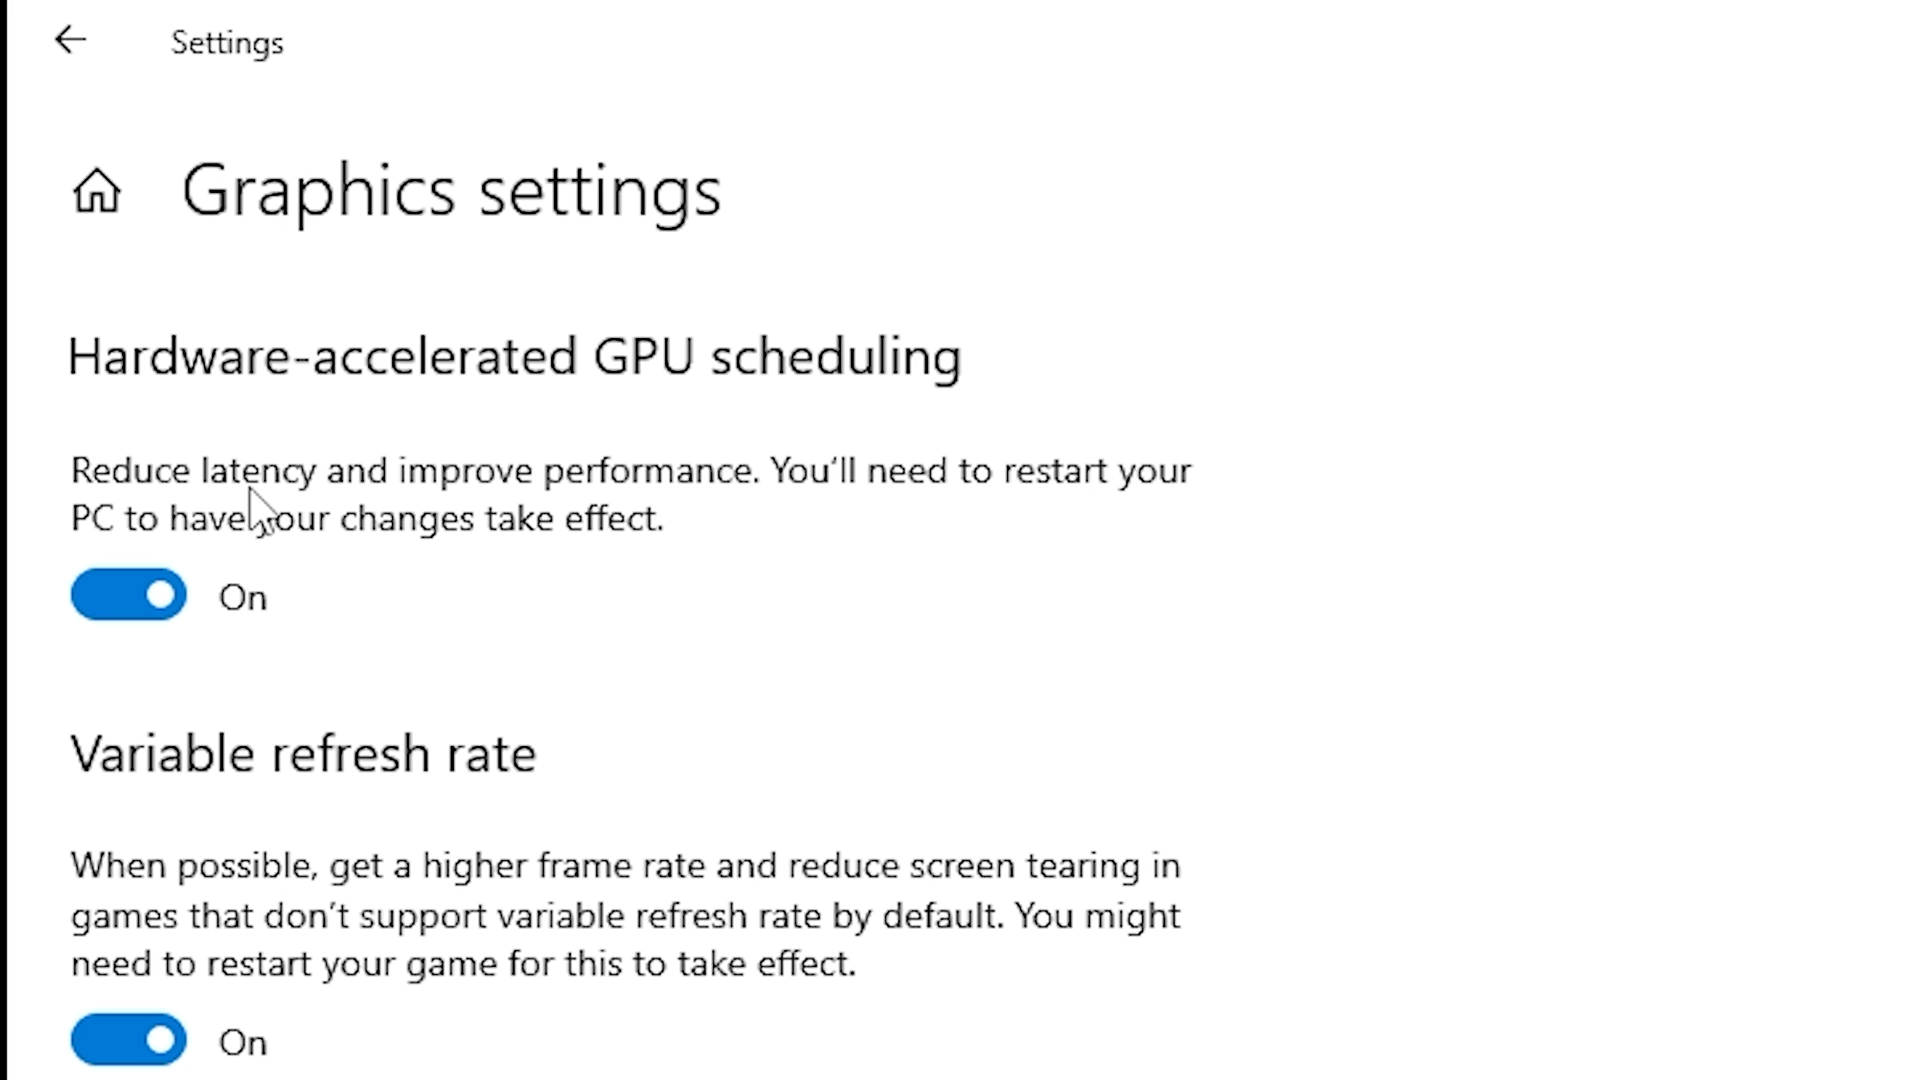 Settings
Graphics settings
Hardware-accelerated GPU scheduling
Reduce latency and improve performance. You'll need to restart your
PC to have your changes take effect.
On
Variable refresh rate
When possible, get a higher frame rate and reduce screen tearing in
games that don't support variable refresh rate by default. You might
need to restart your game for this to take effect.
On